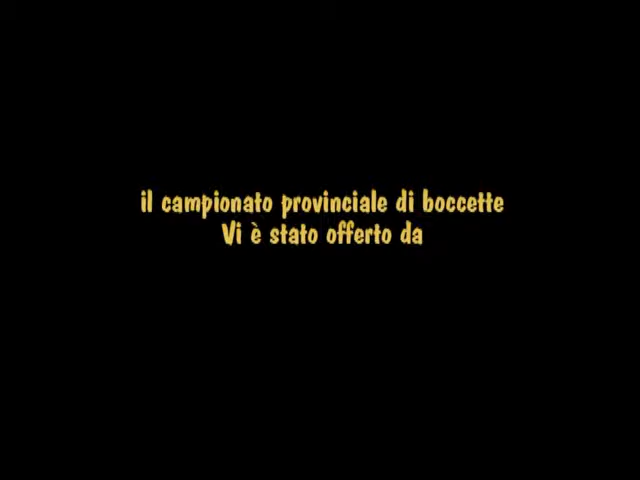 il campionato provinciale di boccette
Vi è stato offerto da